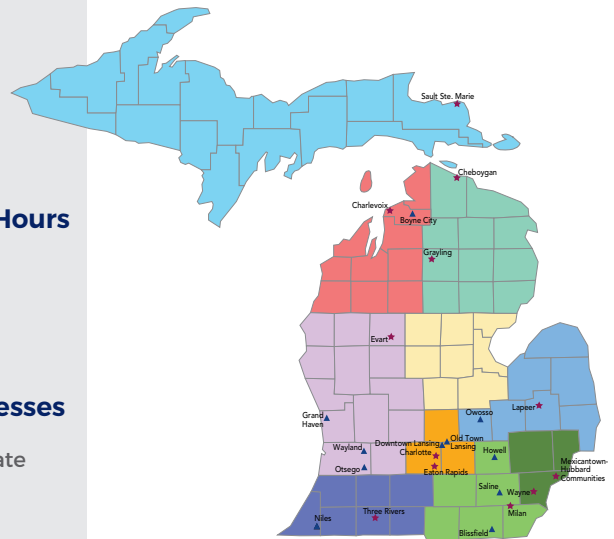 Hours
esses
ate
Sault Ste. Marie
Cheboygan
Charlevoix
Boyne City
Grayling
Evart
Grand
Haven
Owosso
Lapeer
Wayland
Downtown Lansing
Old Town
Lansing
Charlotte
Howell
Otsego
Eaton Rapids
Mexicantown-
Hubbard
Communities
Saline
Wayne
Niles
Three Rivers
Milan
Blissfield